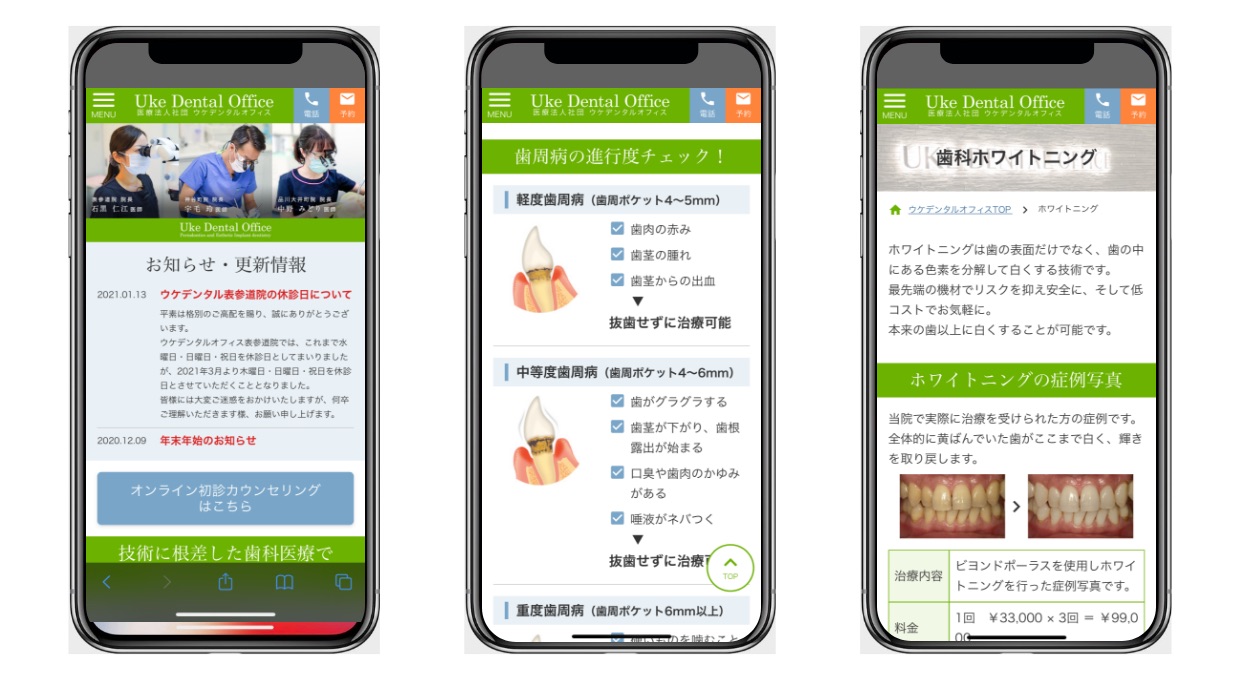 MENU
Uke Dental Office
医療法人社団 ウケデンタルオフィス
電話
予約
表参道院 院長
石黒 仁江 医師
宇毛 玲 医師
品川大井町院 院長
中野 みどり 医師
Uke Dental Office
Periodontics and Esthetic Implant dentistry
お知らせ・更新情報
2021.01.13 ウケデンタル表参道院の休診日について
平素は格別のご高配を賜り、誠にありがとうござ
います。
ウケデンタルオフィス表参道院では、これまで水
曜日・日曜日・祝日を休診日としてまいりました
が、2021年3月より木曜日・日曜日・祝日を休診
日とさせていただくこととなりました。
皆様には大変ご迷惑をおかけいたしますが、何卒
ご理解いただきます様、お願い申し上げます。
2020.12.09 年末年始のお知らせ
オンライン初診カウンセリング
はこちら
技術に根差した歯科医療で
MENU
Uke Dental Office
医療法人社団 ウケデンタルオフィス
電話
予約
歯周病の進行度チェック！
軽度歯周病（歯周ポケット4〜5mm）
歯肉の赤み
歯茎の腫れ
歯茎からの出血
▼
抜歯せずに治療可能
中等度歯周病（歯周ポケット4〜6mm）
歯がグラグラする
歯茎が下がり、歯根
露出が始まる
口臭や歯肉のかゆみ
がある
唾液がネバつく
▼
抜歯せずに治療可
TOP
重度歯周病（歯周ポケット6mm以上）
硬いものを噛むこと
MENU
Uke Dental Office
医療法人社団 ウケデンタルオフィス
電話
予約
歯科ホワイトニング
ウケデンタルオフィスTOP > ホワイトニング
ホワイトニングは歯の表面だけでなく、歯の中
にある色素を分解して白くする技術です。
最先端の機材でリスクを抑え安全に、そして低
コストでお気軽に。
本来の歯以上に白くすることが可能です。
ホワイトニングの症例写真
当院で実際に治療を受けられた方の症例です。
全体的に黄ばんでいた歯がここまで白く、輝き
を取り戻します。
治療内容
ビヨンドポーラスを使用しホワイ
トニングを行った症例写真です。
料金
1回 ￥33,000 × 3回 = ￥99,0
00